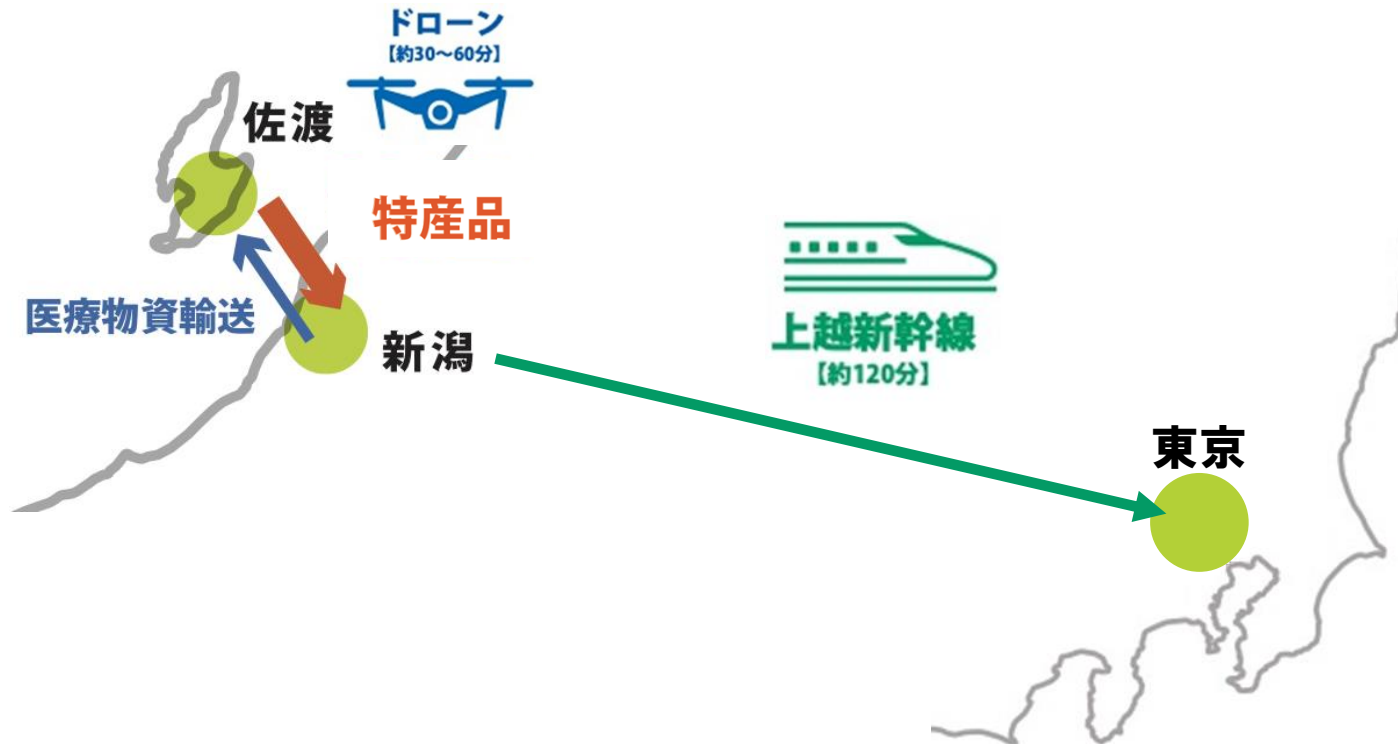 ドローン
【約30~60分】
佐渡
特産品
医療物資輸送
新潟
上越新幹線
【約120分】
東京